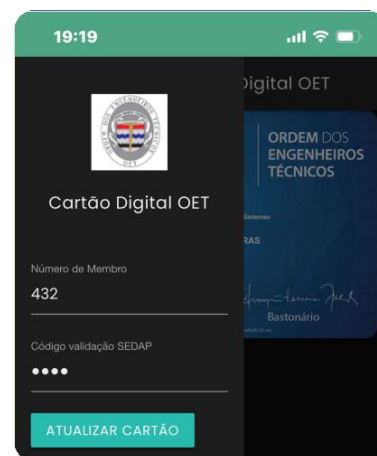 19:19
Digital OET
ORDEM DOS
ENGENHEIROS
TÉCNICOS
Cartão Digital OET
Sistemas
RAS
Número de Membro
432
Bastonário
Código validação SEDAP
••••
ATUALIZAR CARTÃO